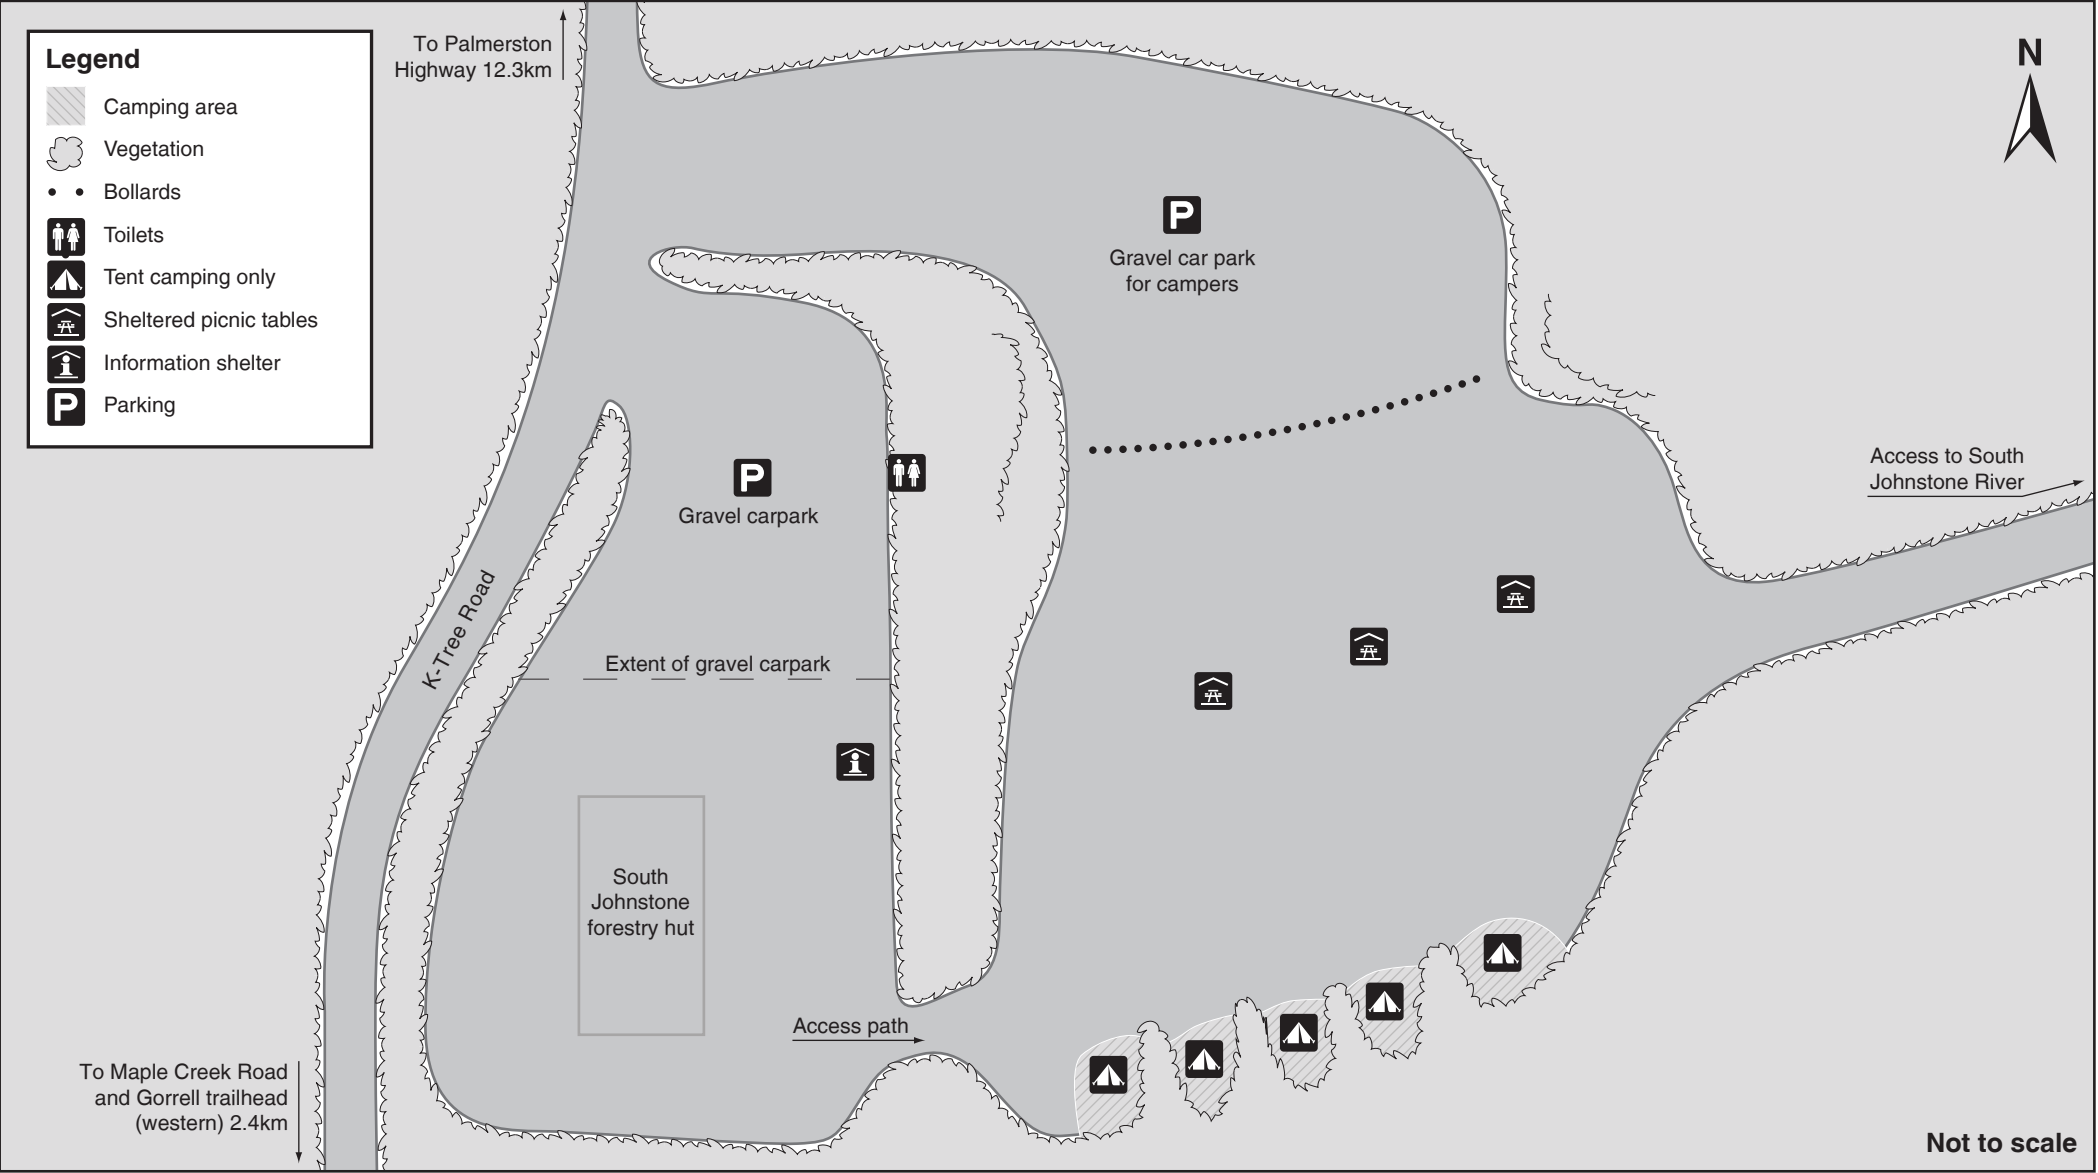 To Palmerston
Highway 12.3km
N
Legend
Camping area
Vegetation
Bollards
Toilets
Tent camping only
Sheltered picnic tables
Information shelter
P
Parking
P
Gravel car park
for campers
P
Gravel carpark
Access to South
Johnstone River
K-Tree Road
Extent of gravel carpark
South
Johnstone
forestry hut
Access path
To Maple Creek Road
and Gorrell trailhead
(western) 2.4km
Not to scale